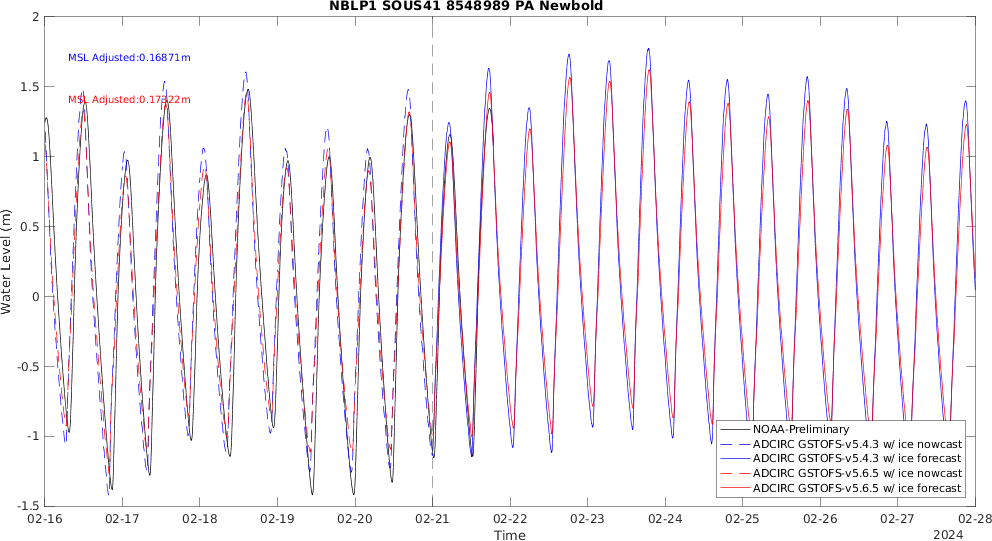 NBLP1 SOUS41 8548989 PA Newbold
MSL Adjusted:0.16871m
MSL Adjusted:0.17322m
2
1.5
1
0.5
0
-0.5
-1
-1.5
Water Level (m)
02-16 02-17 02-18 02-19 02-20 02-21 02-22 02-23 02-24 02-25 02-26 02-27 02-28
Time
2024
NOAA-Preliminary
ADCIRC GSTOFS-v5.4.3 w/ ice nowcast
ADCIRC GSTOFS-v5.4.3 w/ ice forecast
ADCIRC GSTOFS-v5.6.5 w/ ice nowcast
ADCIRC GSTOFS-v5.6.5 w/ ice forecast